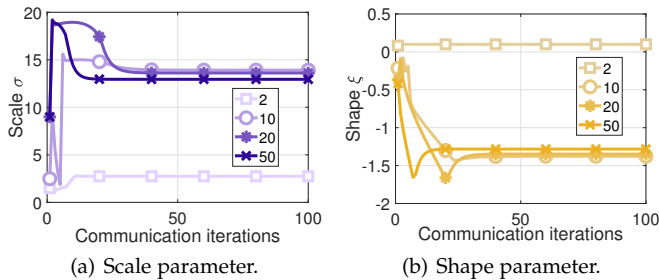 20
15
10
5
0
Scale σ
2
10
20
50
0 50 100
Communication iterations
(a) Scale parameter.
0.5
0
-0.5
-1
-1.5
-2
Shape ξ
2
10
20
50
0 50 100
Communication iterations
(b) Shape parameter.